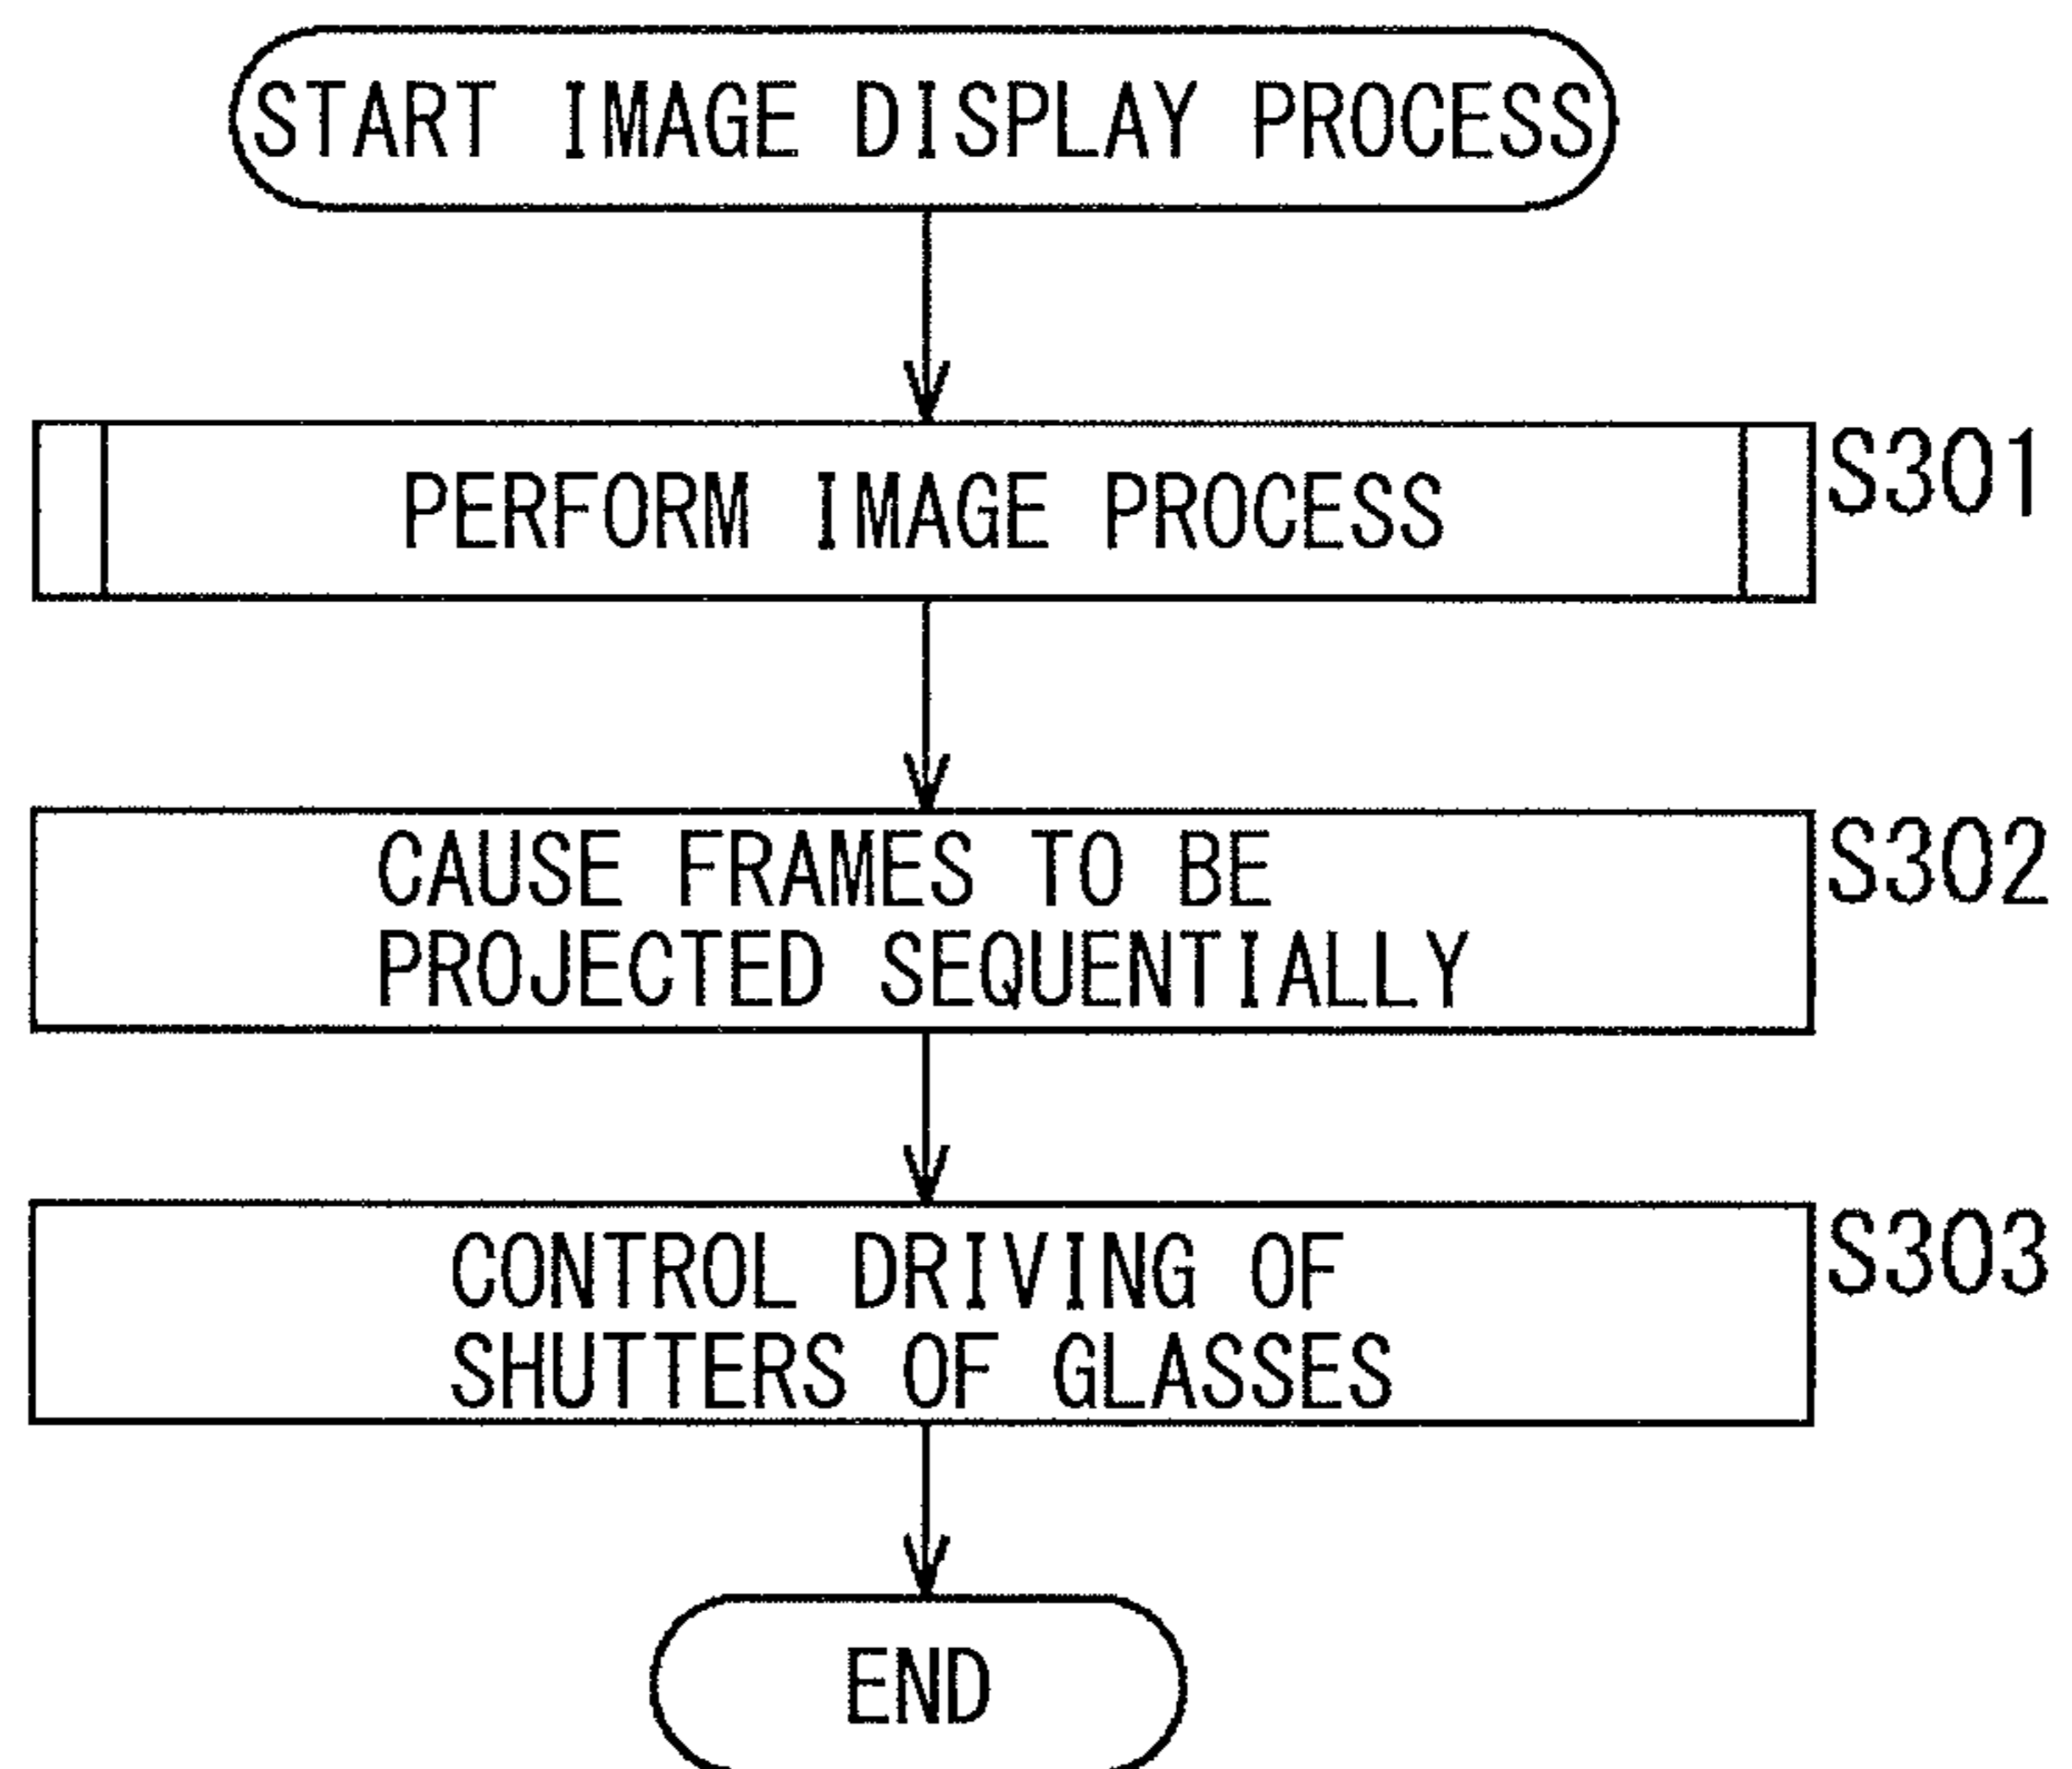 START IMAGE DISPLAY PROCESS
PERFORM IMAGE PROCESS
S301
CAUSE FRAMES TO BE
PROJECTED SEQUENTIALLY
S302
CONTROL DRIVING OF
SHUTTERS OF GLASSES
S303
END